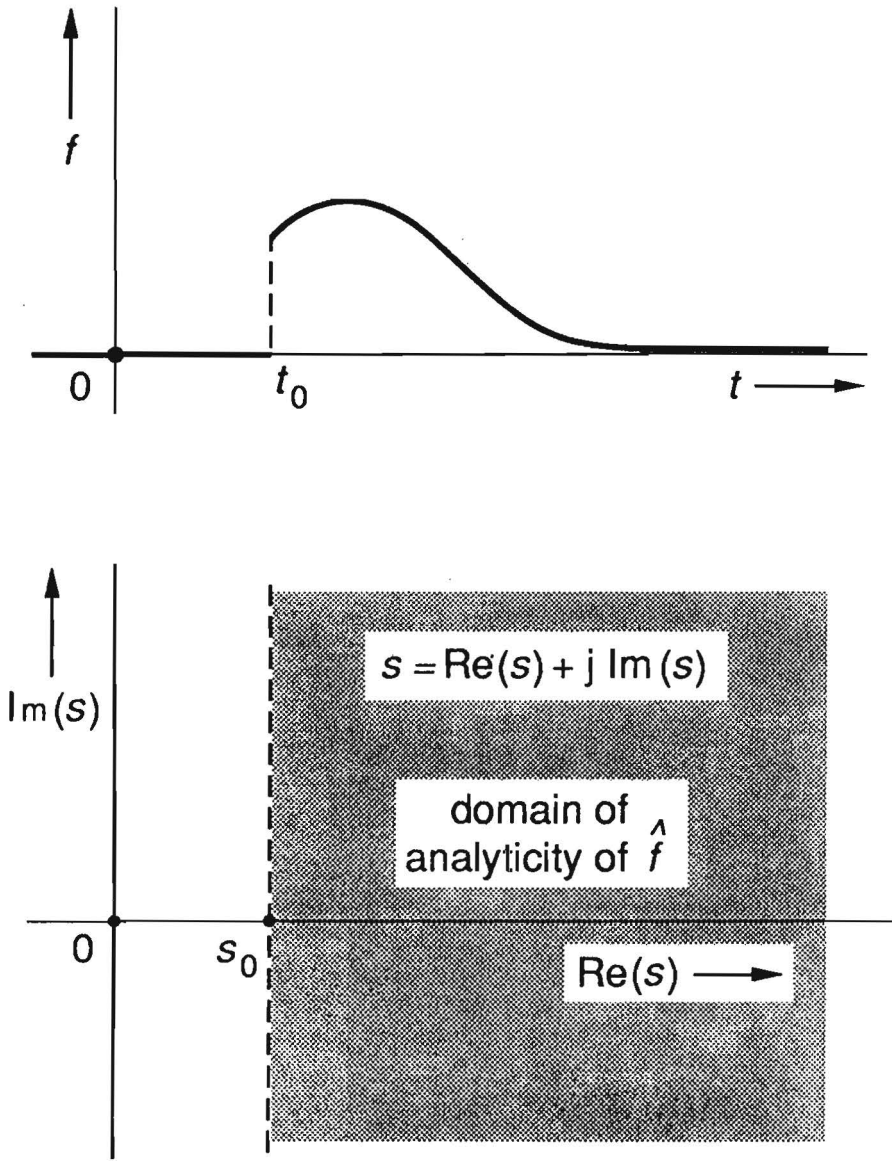 f
0
t₀
t
Im(s)
s = Re(s) + j Im(s)
domain of
analyticity of f̂
0
s₀
Re(s)